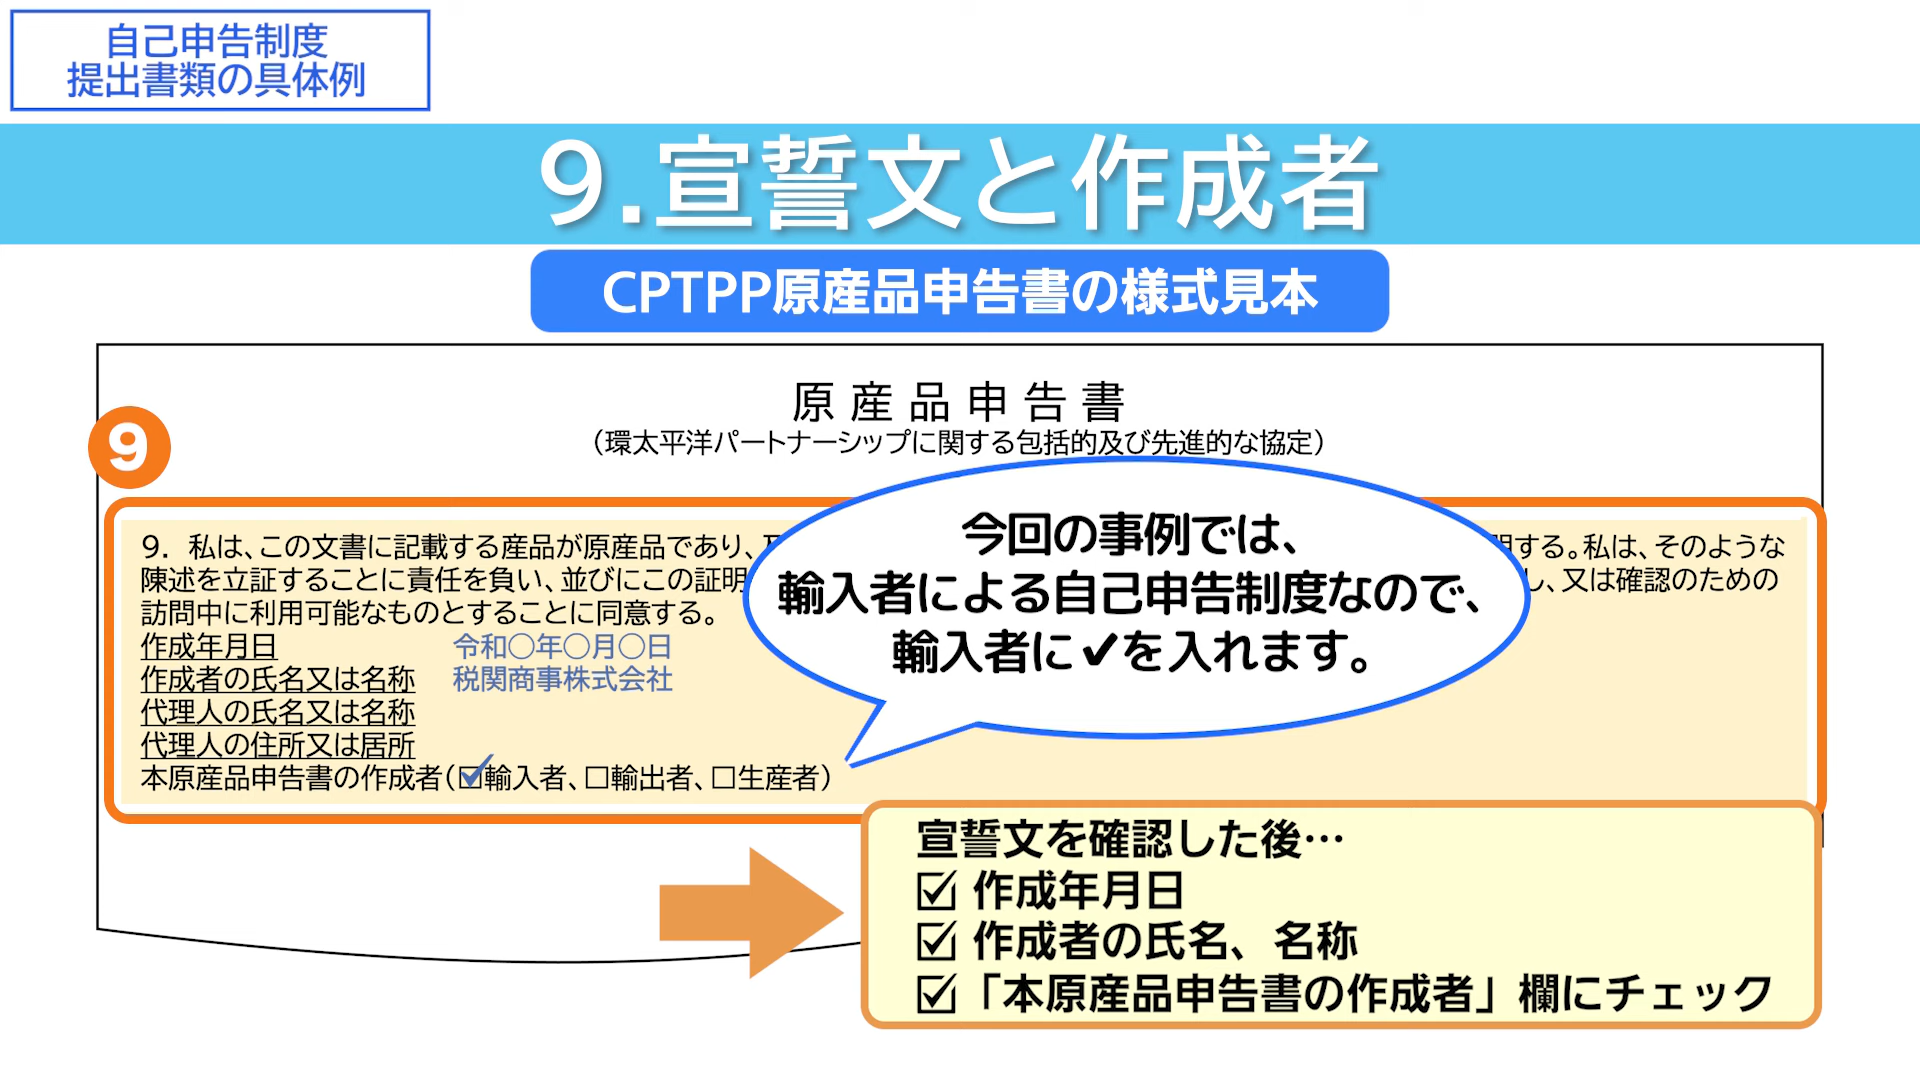 自己申告制度
提出書類の具体例
9.宣誓文と作成者
CPTPP原産品申告書の様式見本
原産品申告書
(環太平洋パートナーシップに関する包括的及び先進的な協定)
9
9. 私は、この文書に記載する産品が原産品であり、
する。私は、そのような
陳述を立証することに責任を負い、並びにこの証明
し、又は確認のための
訪問中に利用可能なものとすることに同意する。
作成年月日 令和○年○月○日
作成者の氏名又は名称 税関商事株式会社
代理人の氏名又は名称
代理人の住所又は居所
本原産品申告書の作成者(☑輸入者、□輸出者、□生産者)
今回の事例では、
輸入者による自己申告制度なので、
輸入者に✔を入れます。
宣誓文を確認した後…
☑ 作成年月日
☑ 作成者の氏名、名称
☑「本原産品申告書の作成者」欄にチェック